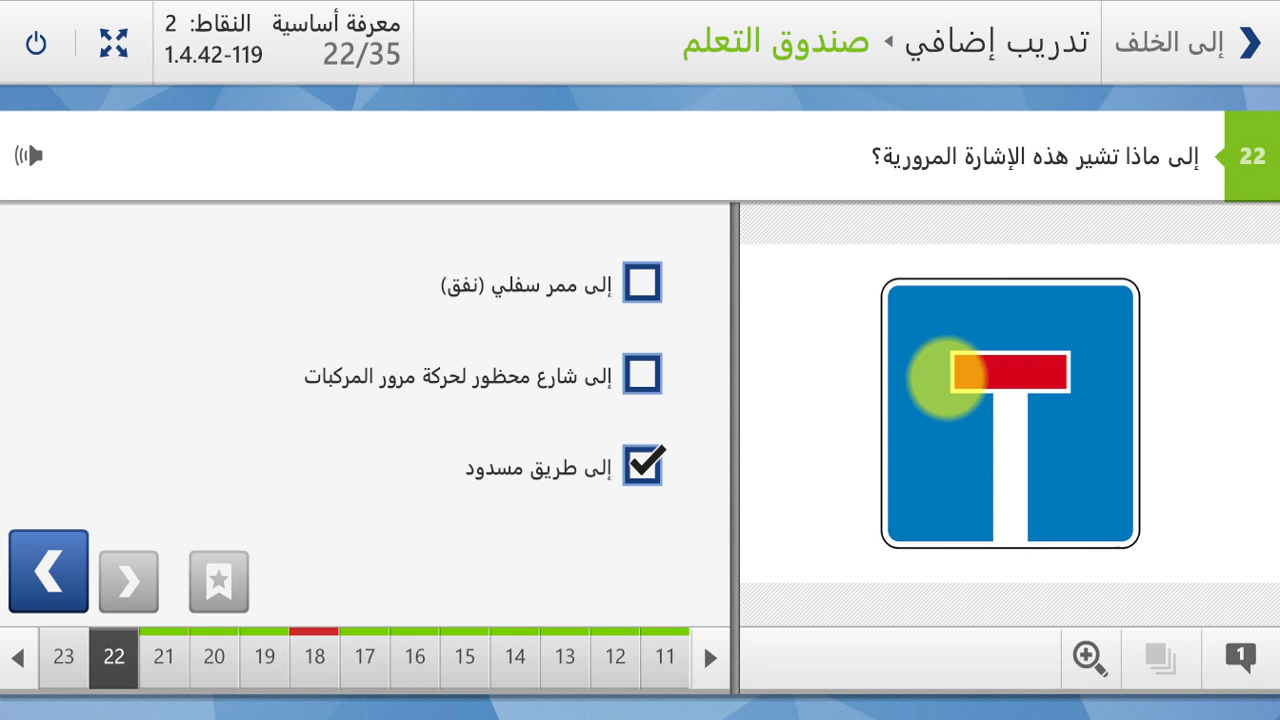 إلى الخلف
تدريب إضافي
صندوق التعلم
معرفة أساسية
22/35
النقاط: 2
1.4.42-119
22
إلى ماذا تشير هذه الإشارة المرورية؟
إلى ممر سفلي (نفق)
إلى شارع محظور لحركة مرور المركبات
إلى طريق مسدود
23 22 21 20 19 18 17 16 15 14 13 12 11
1